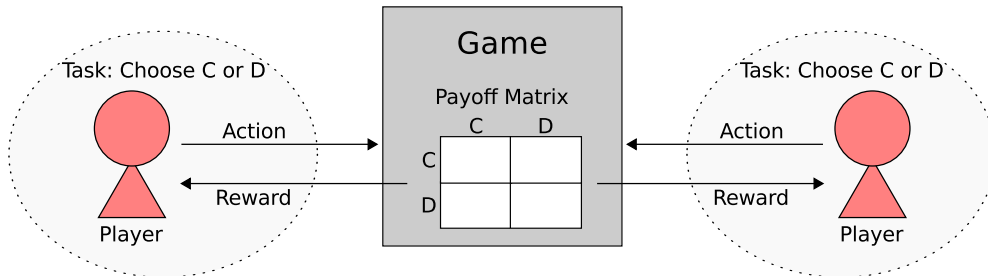 Game
Task: Choose C or D
Task: Choose C or D
Payoff Matrix
C D
Action
Action
C
Reward
Reward
D
Player
Player